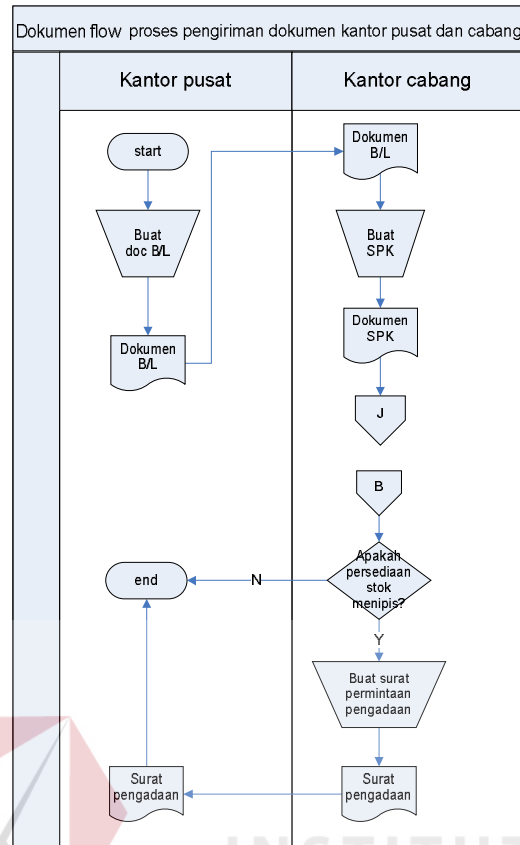 Dokumen flow proses pengiriman dokumen kantor pusat dan cabang
Kantor pusat
Kantor cabang
start
Buat
doc B/L
Dokumen
B/L
Dokumen
B/L
Buat
SPK
Dokumen
SPK
J
B
Apakah
persediaan
stok
menipis?
N
end
Y
Buat surat
permintaan
pengadaan
Surat
pengadaan
Surat
pengadaan